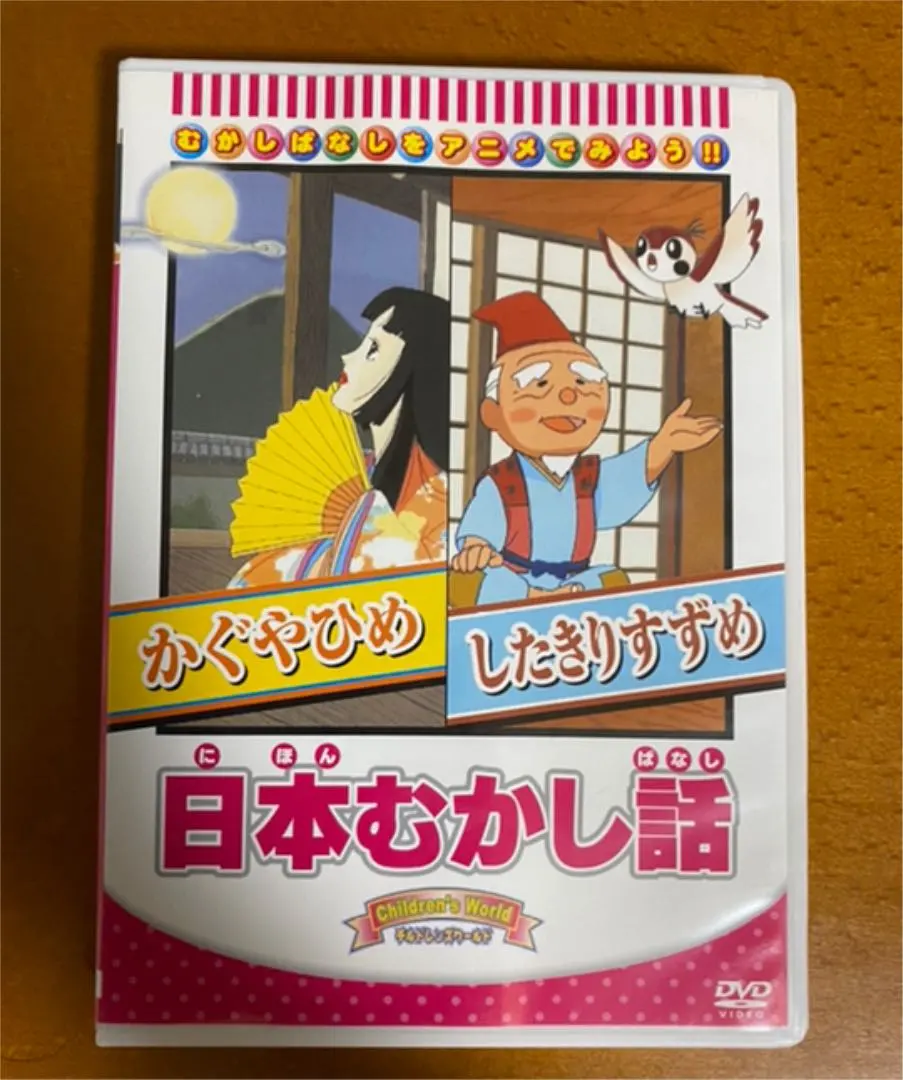 むかしばなしをアニメでみよう!!
かぐやひめ
したきりすずめ
にほん ばなし
日本むかし話
Children's World
チルドレンズワールド
DVD
VIDEO